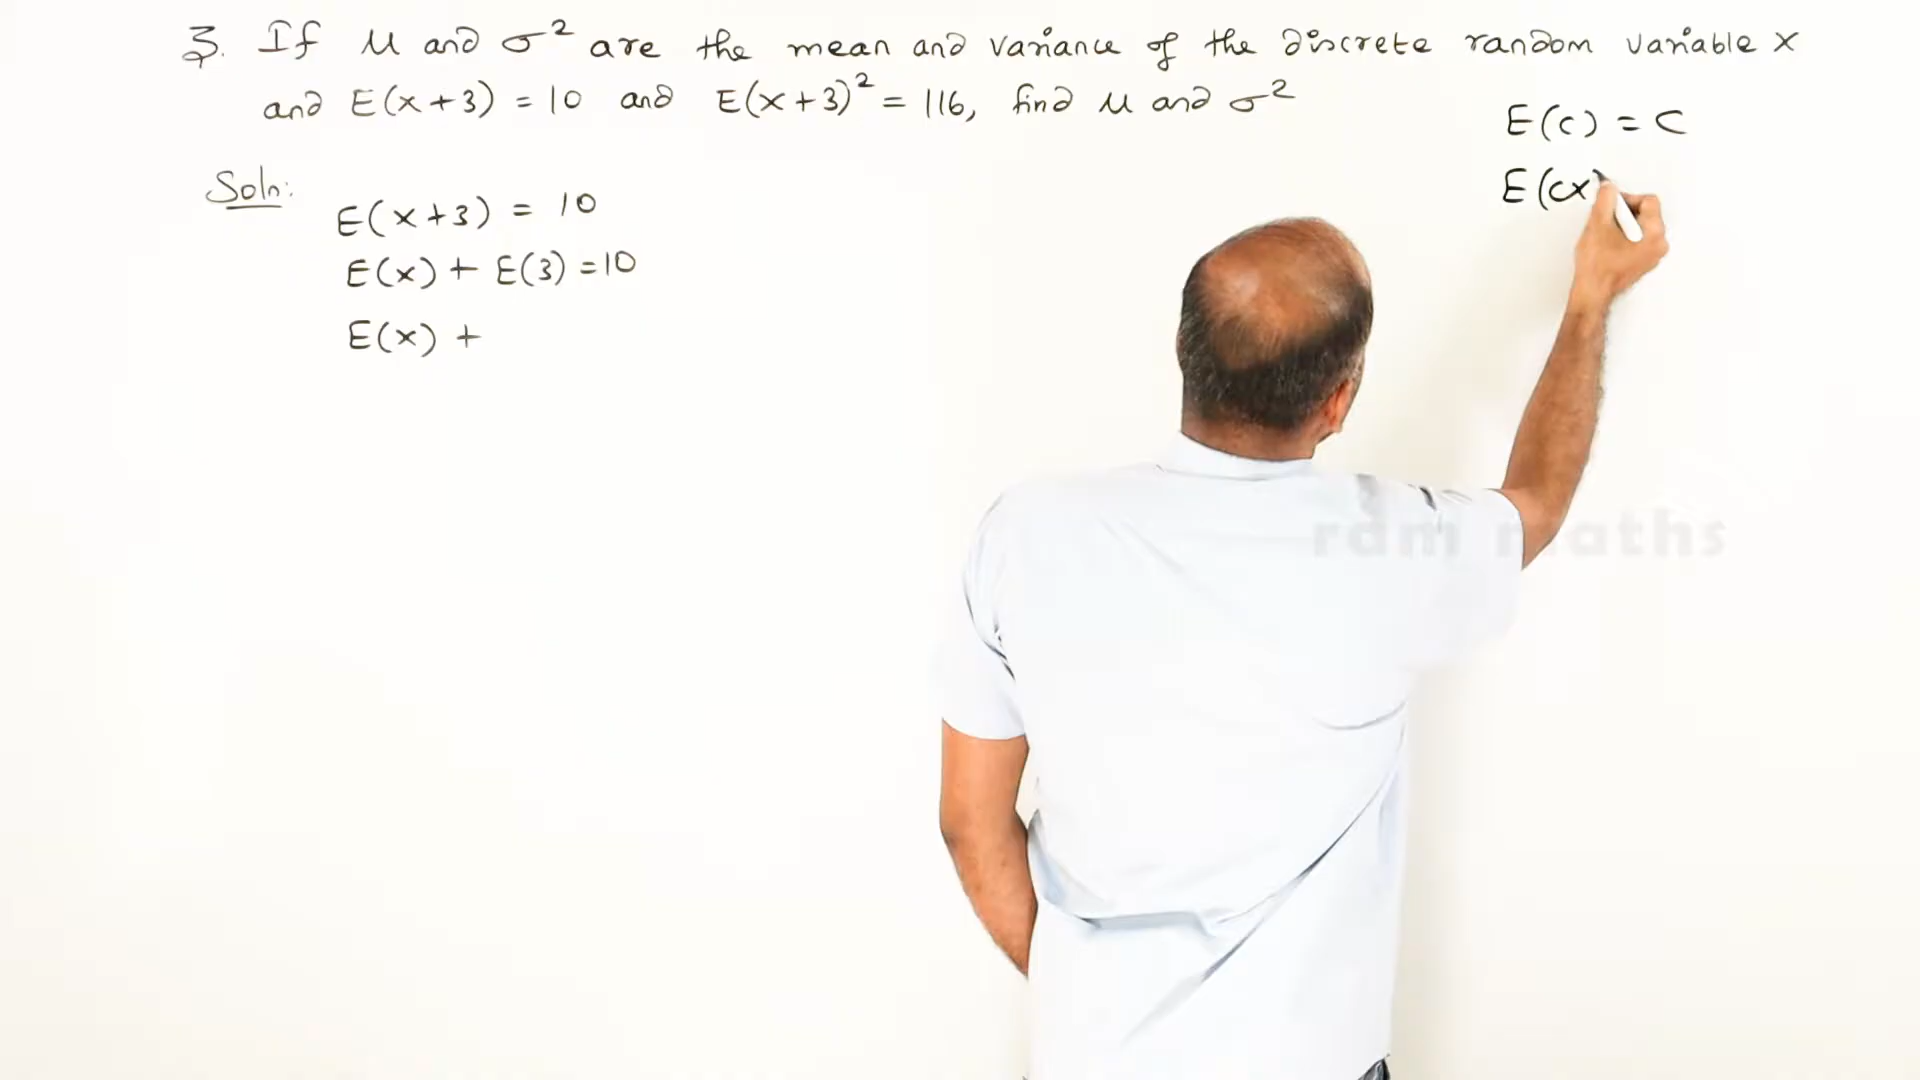 3. If μ and σ² are the mean and variance of the discrete random variable x
and E(x+3) = 10 and E(x+3)² = 116, find μ and σ²
E(c) = c
E(cx)
Soln:
E(x+3) = 10
E(x) + E(3) = 10
E(x) +
rdm maths